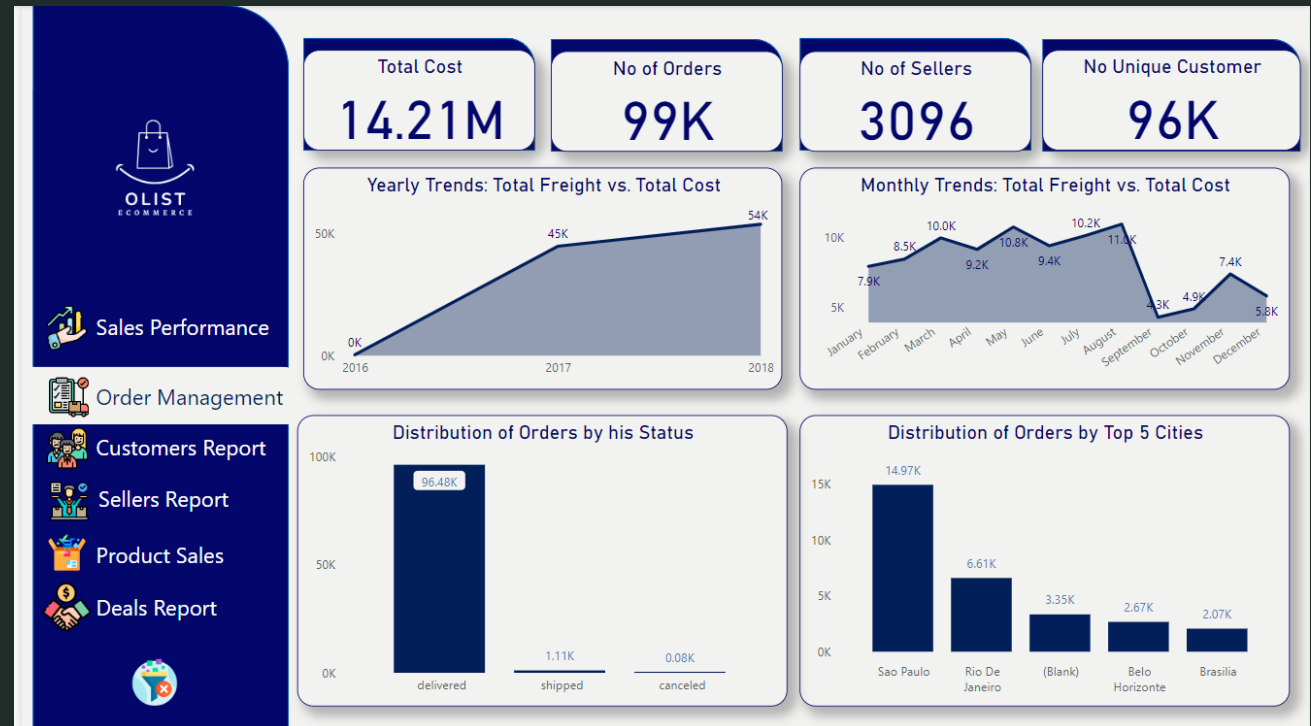 OLIST
ECOMMERCE
Sales Performance
Order Management
Customers Report
Sellers Report
Product Sales
Deals Report
Total Cost
14.21M
No of Orders
99K
No of Sellers
3096
No Unique Customer
96K
Yearly Trends: Total Freight vs. Total Cost
50K
0K
0K
45K
54K
2016
2017
2018
Monthly Trends: Total Freight vs. Total Cost
10K
5K
7.9K
8.5K
10.0K
9.2K
10.8K
9.4K
10.2K
11.0K
4.3K
4.9K
7.4K
5.8K
January
February
March
April
May
June
July
August
September
October
November
December
Distribution of Orders by his Status
100K
50K
0K
96.48K
1.11K
0.08K
delivered
shipped
canceled
Distribution of Orders by Top 5 Cities
15K
10K
5K
0K
14.97K
6.61K
3.35K
2.67K
2.07K
Sao Paulo
Rio De
Janeiro
(Blank)
Belo
Horizonte
Brasilia